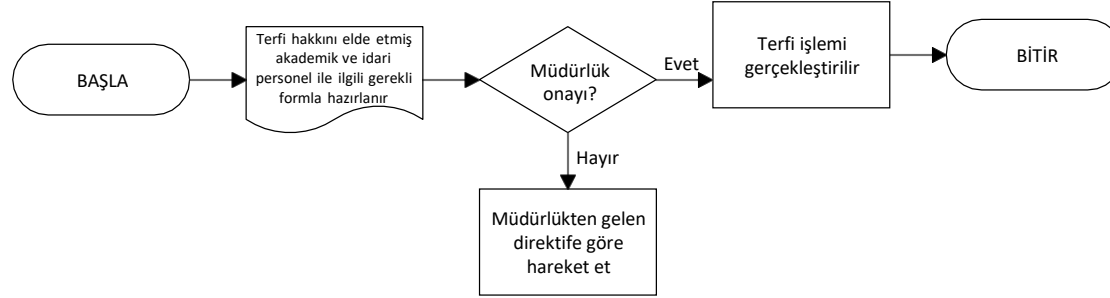 BAŞLA
Terfi hakkını elde etmiş
akademik ve idari
personel ile ilgili gerekli
formla hazırlanır
Müdürlük
onayı?
Evet
Terfi işlemi
gerçekleştirilir
BİTİR
Hayır
Müdürlükten gelen
direktife göre
hareket et